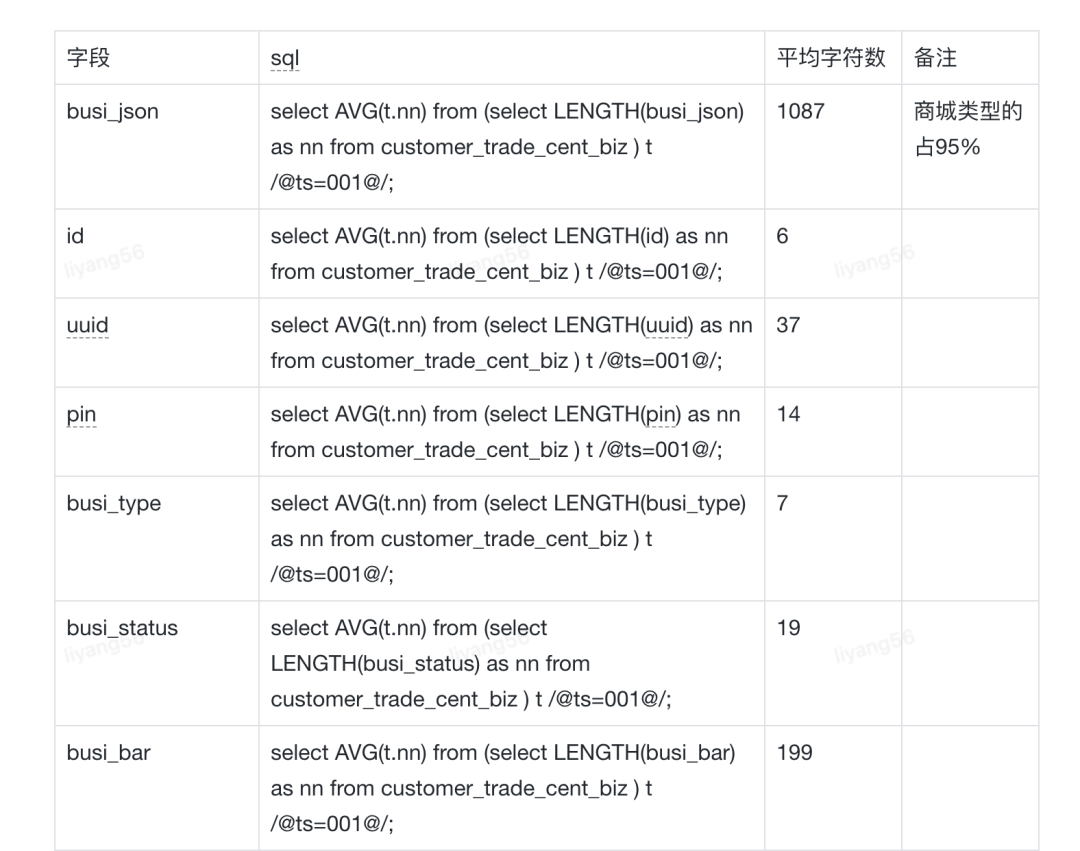 字段 sql 平均字符数 备注
busi_json select AVG(t.nn) from (select LENGTH(busi_json) 1087 商城类型的
as nn from customer_trade_cent_biz ) t 占95%
/@ts=001@/;
id select AVG(t.nn) from (select LENGTH(id) as nn 6
from customer_trade_cent_biz ) t /@ts=001@/;
liyang56 liyang56 liyang56
uuid select AVG(t.nn) from (select LENGTH(uuid) as nn 37
from customer_trade_cent_biz ) t /@ts=001@/;
pin select AVG(t.nn) from (select LENGTH(pin) as nn 14
from customer_trade_cent_biz ) t /@ts=001@/;
busi_type select AVG(t.nn) from (select LENGTH(busi_type) 7
as nn from customer_trade_cent_biz ) t
/@ts=001@/;
busi_status select AVG(t.nn) from (select 19
liyang56 liyang56 liyang56
LENGTH(busi_status) as nn from
customer_trade_cent_biz ) t /@ts=001@/;
busi_bar select AVG(t.nn) from (select LENGTH(busi_bar) 199
as nn from customer_trade_cent_biz ) t
/@ts=001@/;